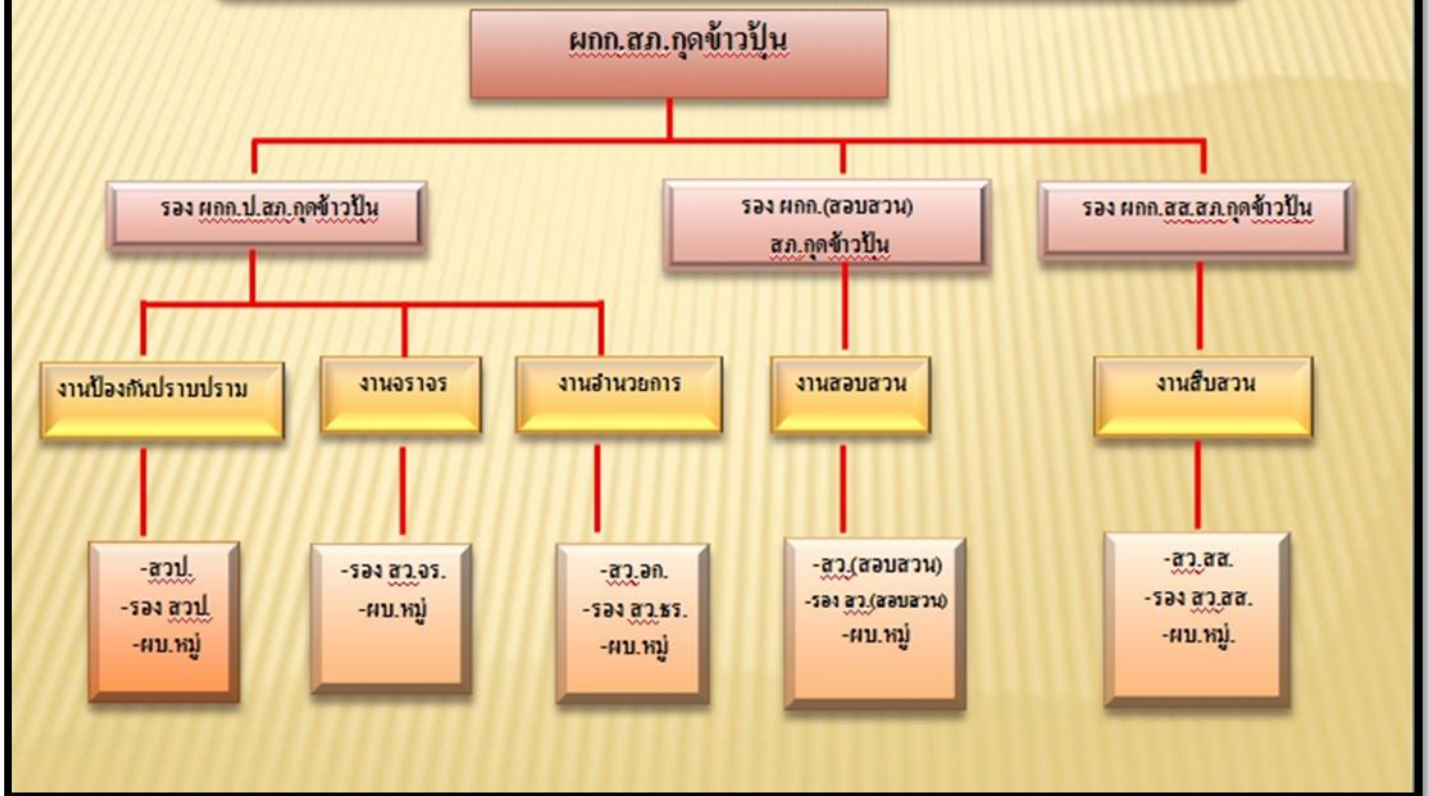 ผกก.สภ.กุดข้าวปุ้น
รอง ผกก.ป.สภ.กุดข้าวปุ้น
รอง ผกก.(สอบสวน)
สภ.กุดข้าวปุ้น
รอง ผกก.สส.สภ.กุดข้าวปุ้น
งานป้องกันปราบปราม
งานจราจร
งานอำนวยการ
งานสอบสวน
งานสืบสวน
-สวป.
-รอง สวป.
-ผบ.หมู่
-รอง สว.จร.
-ผบ.หมู่
-สว.อก.
-รอง สว.ธร.
-ผบ.หมู่
-สว.(สอบสวน)
-รอง สว.(สอบสวน)
-ผบ.หมู่
-สว.สส.
-รอง สว.สส.
-ผบ.หมู่.